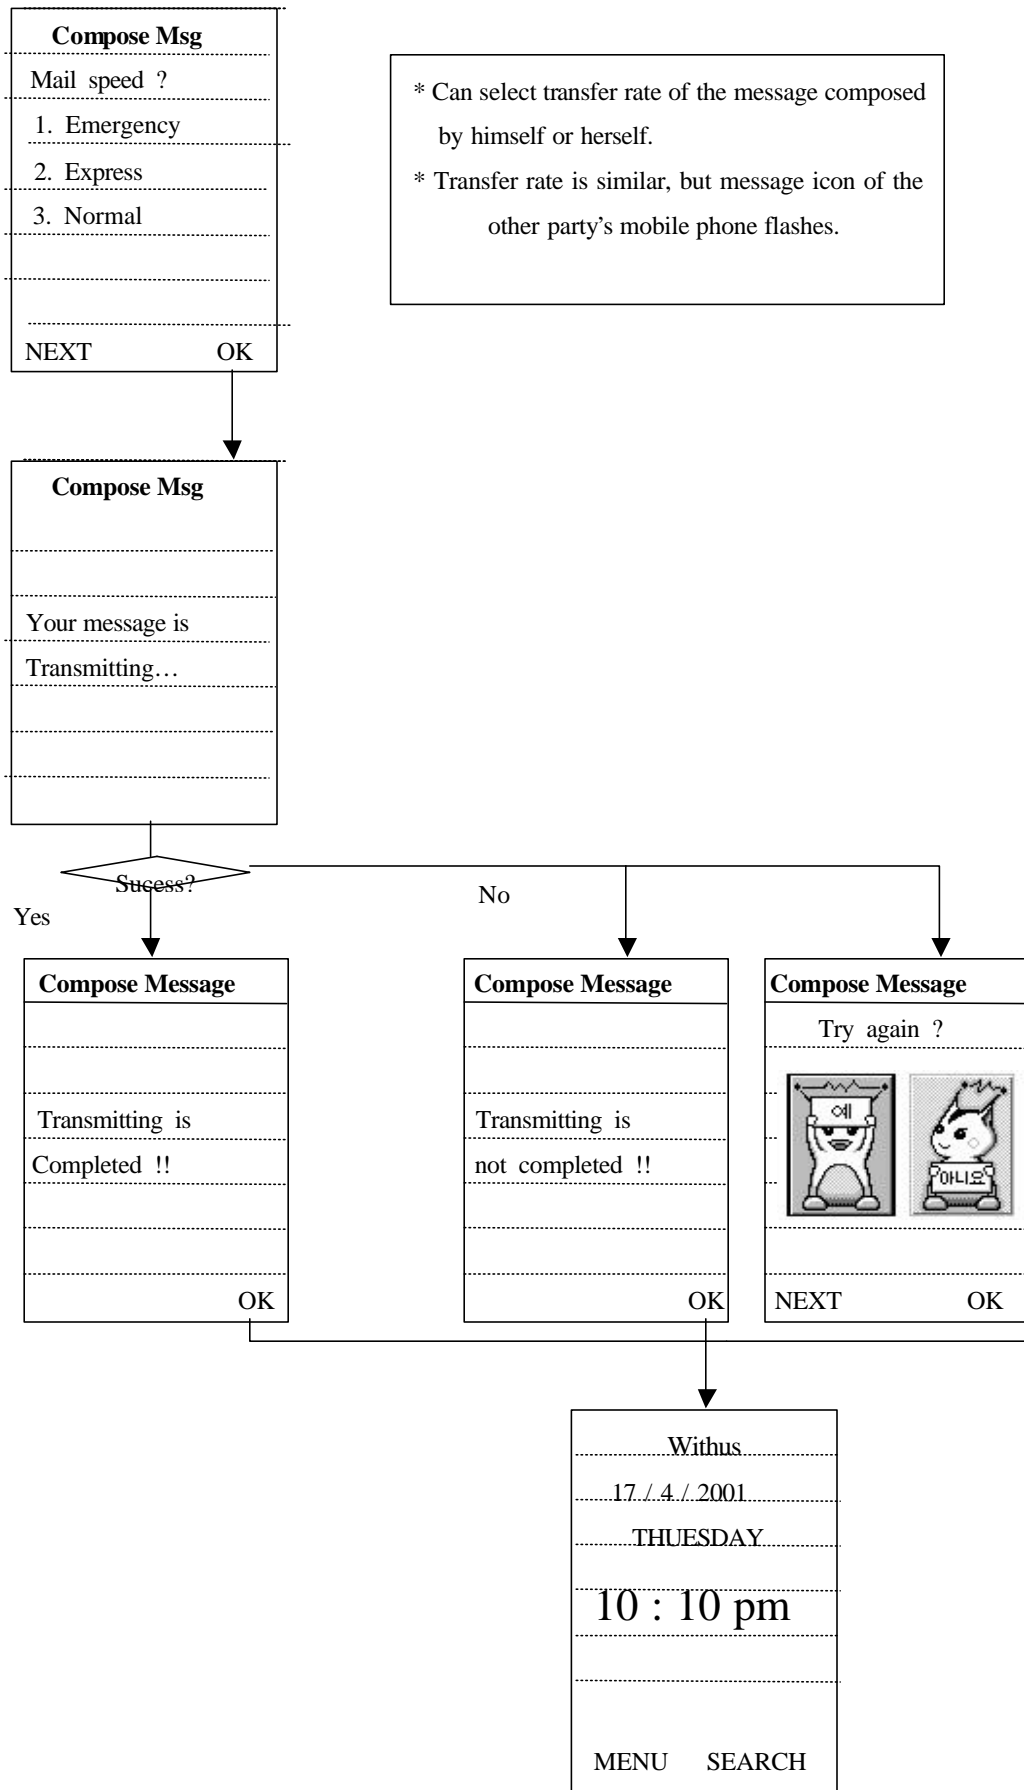 Compose Msg
Mail speed ?
1. Emergency
2. Express
3. Normal
NEXT OK
* Can select transfer rate of the message composed
by himself or herself.
* Transfer rate is similar, but message icon of the
other party’s mobile phone flashes.
Compose Msg
Your message is
Transmitting…
Sucess?
Yes
No
Compose Message
Transmitting is
Completed !!
OK
Compose Message
Transmitting is
not completed !!
OK
Compose Message
Try again ?
예
아니요
NEXT OK
Withus
17 / 4 / 2001
THUESDAY
10 : 10 pm
MENU SEARCH